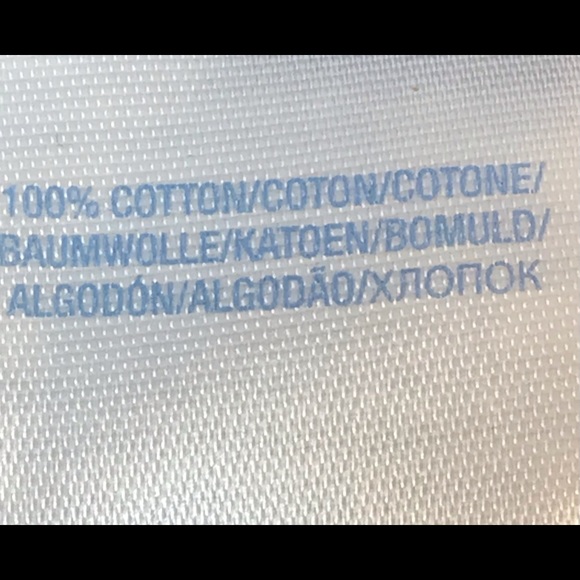 100% COTTON/COTON/COTONE/
BAUMWOLLE/KATOEN/BOMULD/
ALGODÓN/ALGODÃO/ХЛОПОК